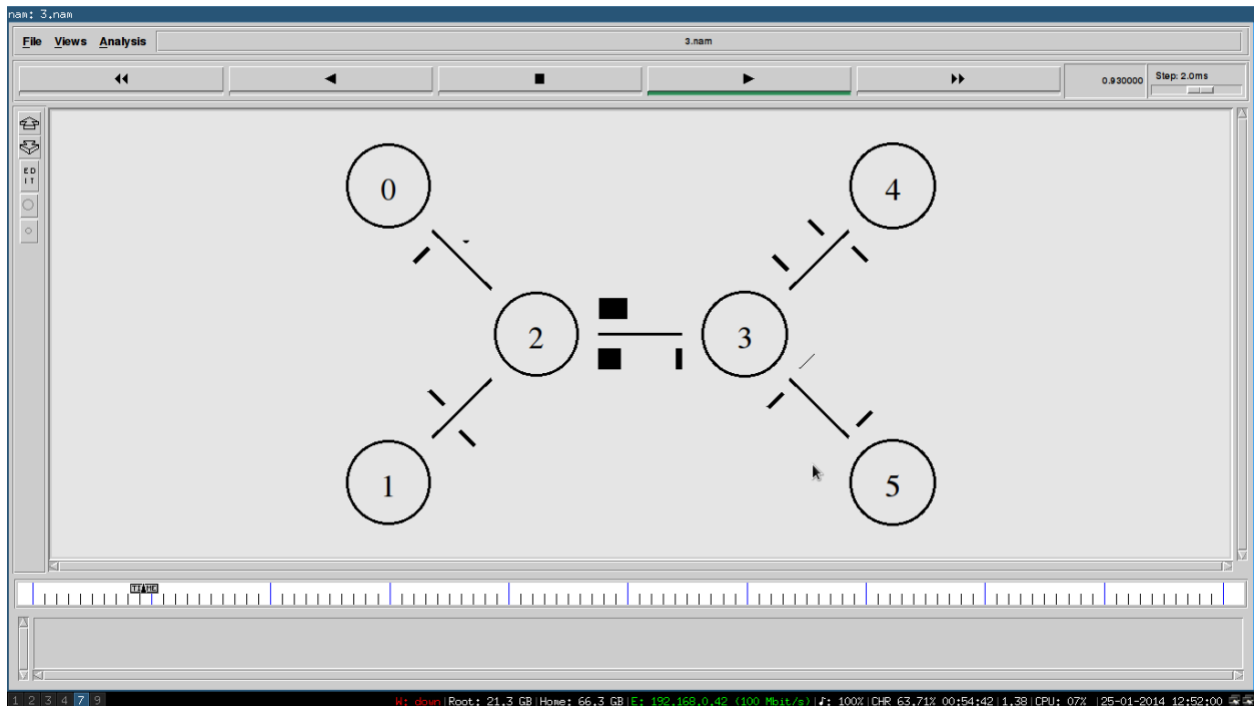 nam: 3.nam
File Views Analysis 3.nam
0.930000 Step: 2.0ms
ED
IT
0 4
2 3
1 5
TIME
1 2 3 4 7 9 W: down|Root: 21.3 GB|Home: 66.3 GB|E: 192.168.0.42 (100 Mbit/s)|♪: 100%|CHR 63.71% 00:54:42|1.38|CPU: 07% |25-01-2014 12:52:00